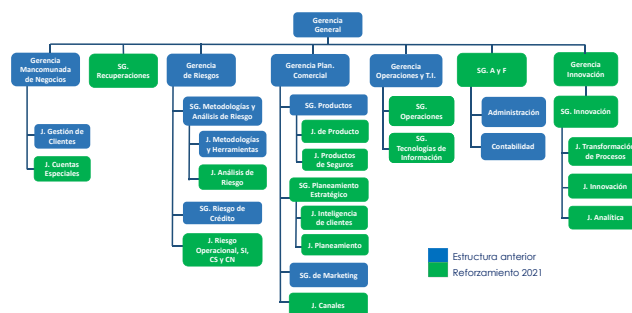 Gerencia
General
Gerencia
Mancomunada
de Negocios
SG.
Recuperaciones
Gerencia
de Riesgos
Gerencia Plan.
Comercial
Gerencia
Operaciones y T.I.
SG. A y F
Gerencia
Innovación
J. Gestión de
Clientes
J. Cuentas
Especiales
SG. Metodologías y
Análisis de Riesgo
J. Metodologías
y Herramientas
J. Análisis de
Riesgo
SG. Riesgo de
Crédito
J. Riesgo
Operacional, SI,
CS y CN
SG. Productos
J. de Producto
J. Productos
de Seguros
SG. Planeamiento
Estratégico
J. Inteligencia
de clientes
J. Planeamiento
SG. de Marketing
J. Canales
SG.
Operaciones
SG.
Tecnologías de
Información
Administración
Contabilidad
SG. Innovación
J. Transformación
de Procesos
J. Innovación
J. Analítica
Estructura anterior
Reforzamiento 2021